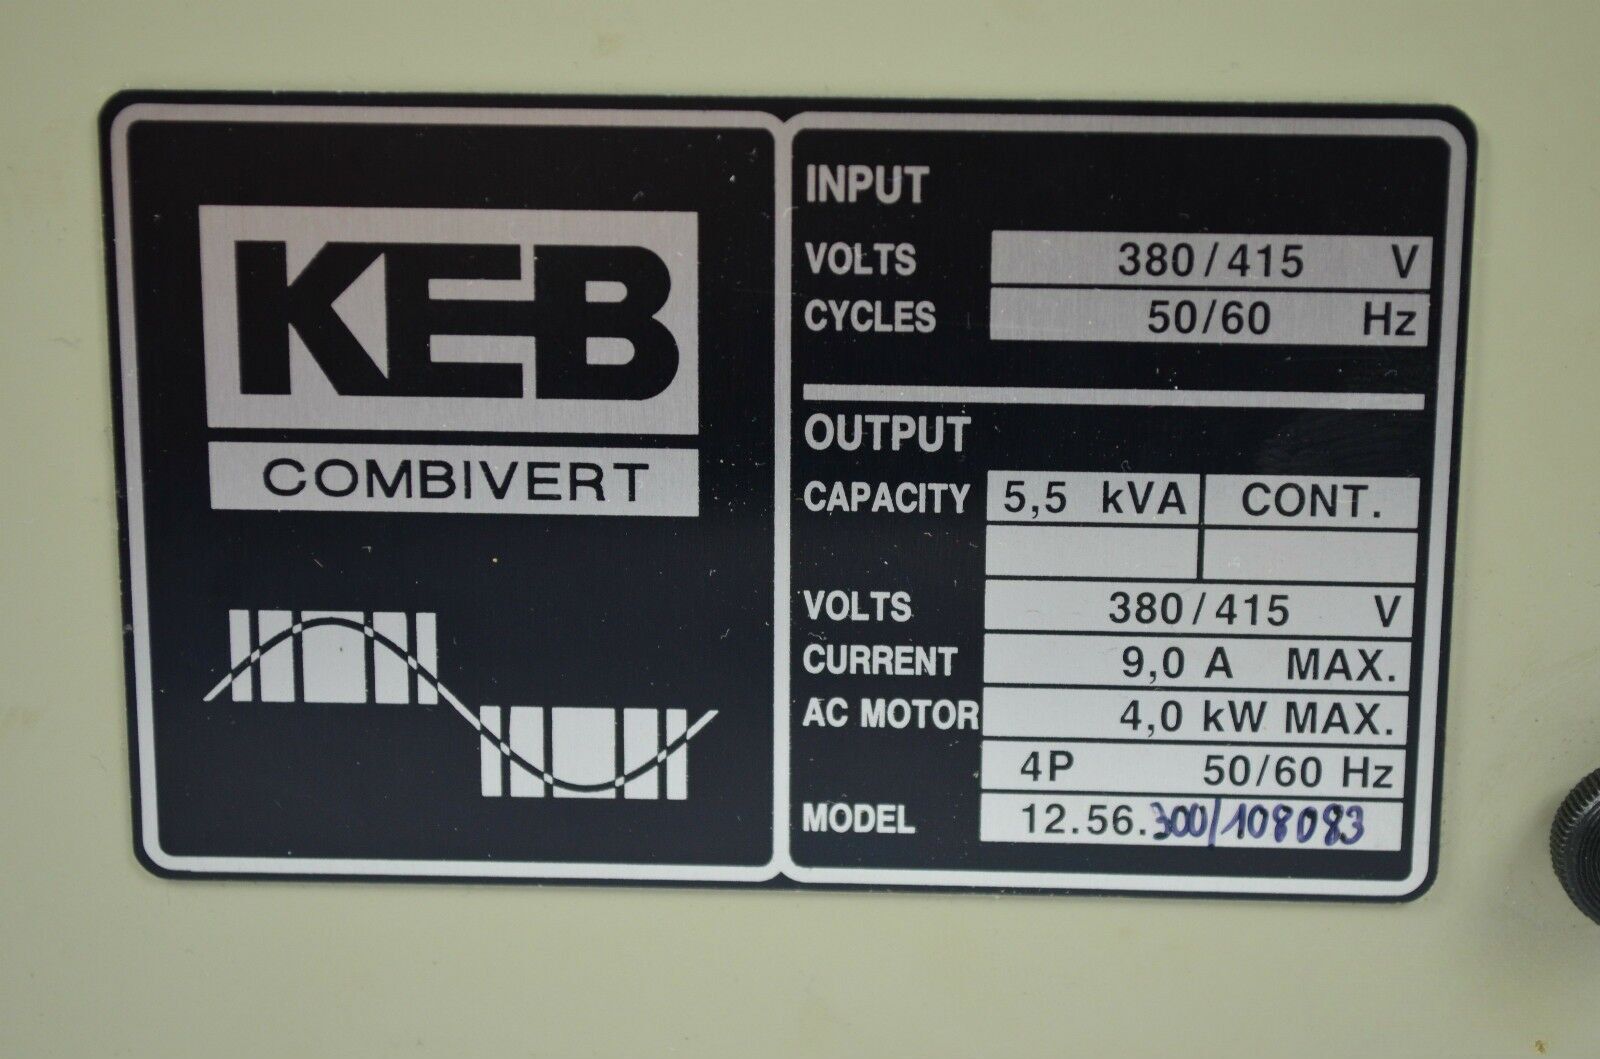 KEB
COMBIVERT
INPUT
VOLTS 380/415 V
CYCLES 50/60 Hz
OUTPUT
CAPACITY 5,5 kVA CONT.
VOLTS 380/415 V
CURRENT 9,0 A MAX.
AC MOTOR 4,0 kW MAX.
4P 50/60 Hz
MODEL 12.56.300/108083